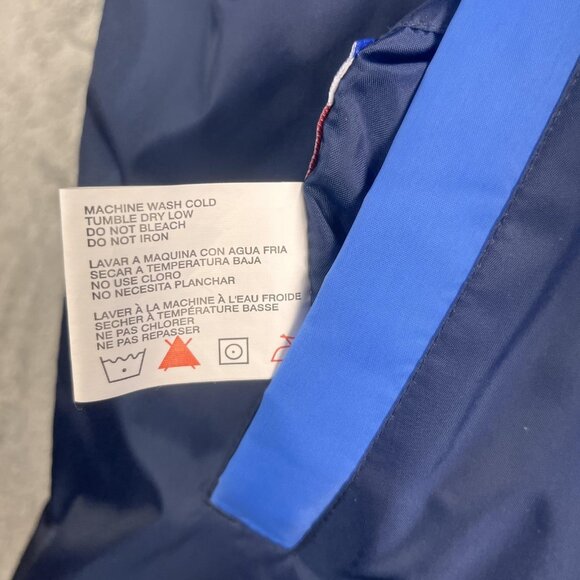 MACHINE WASH COLD
TUMBLE DRY LOW
DO NOT BLEACH
DO NOT IRON
LAVAR A MAQUINA CON AGUA FRIA
SECAR A TEMPERATURA BAJA
NO USE CLORO
NO NECESITA PLANCHAR
LAVER À LA MACHINE À L'EAU FROIDE
SECHER À TEMPÉRATURE BASSE
NE PAS CHLORER
NE PAS REPASSER